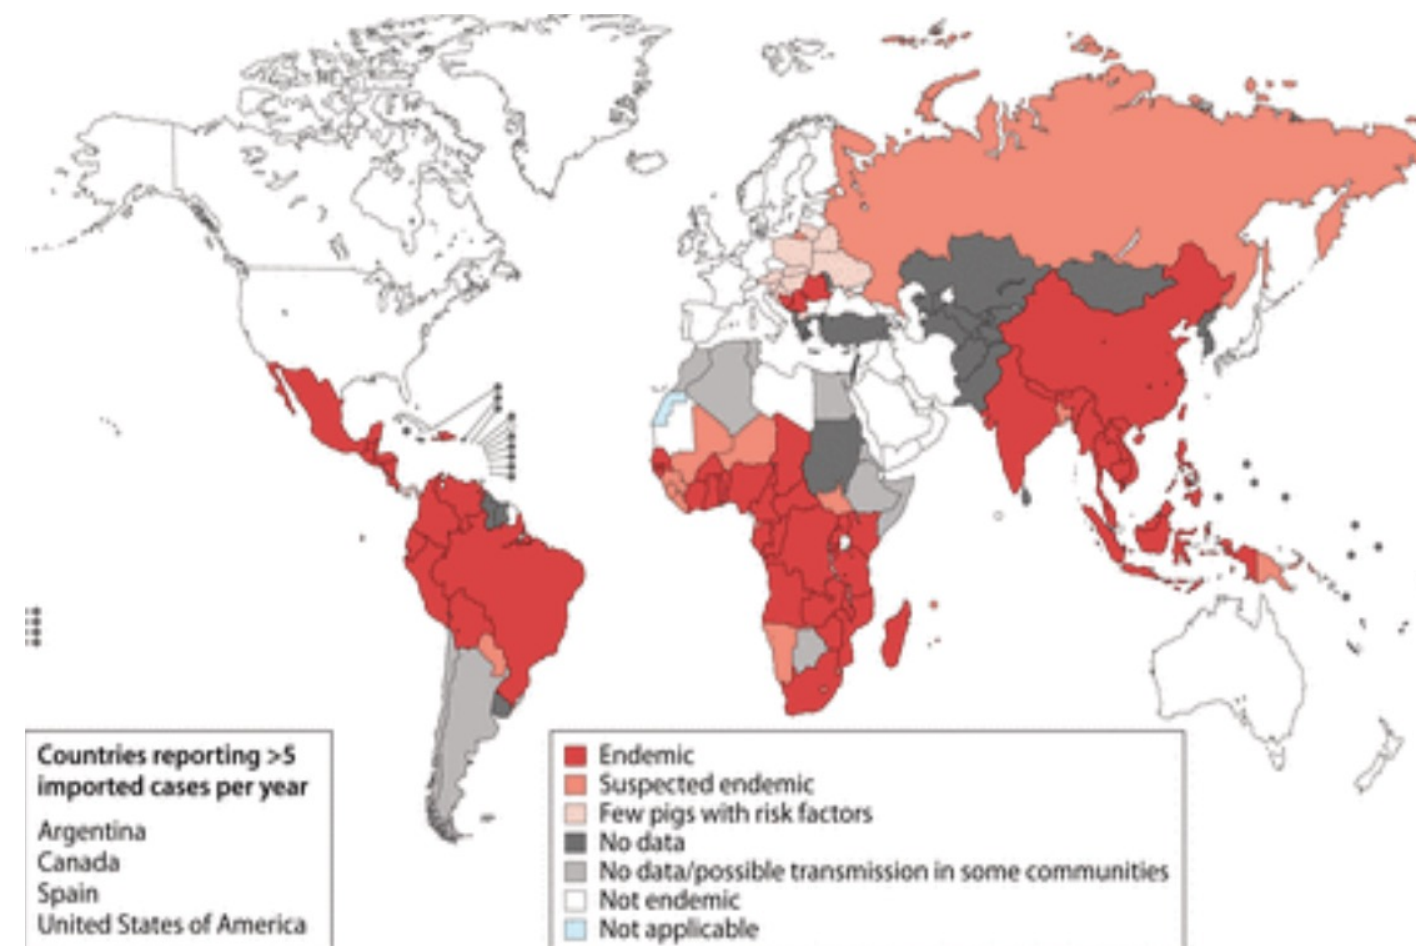 Countries reporting >5
imported cases per year
Argentina
Canada
Spain
United States of America
Endemic
Suspected endemic
Few pigs with risk factors
No data
No data/possible transmission in some communities
Not endemic
Not applicable